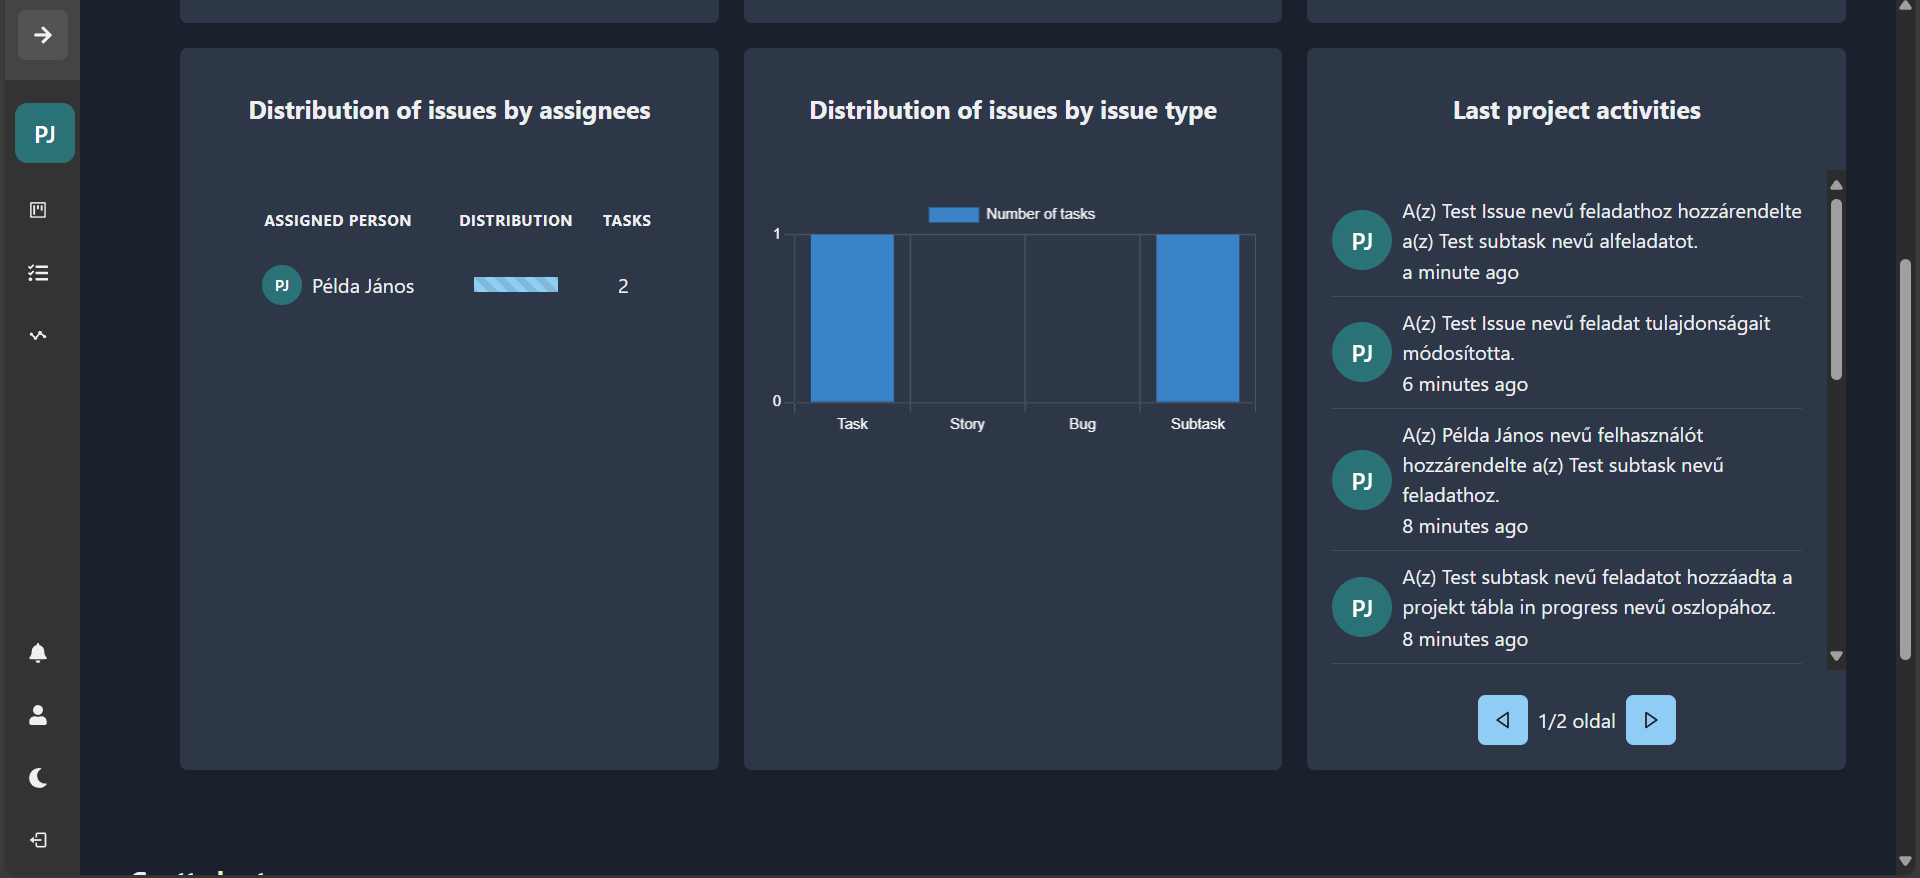 PJ
Distribution of issues by assignees
ASSIGNED PERSON DISTRIBUTION TASKS
PJ Példa János 2
Distribution of issues by issue type
Number of tasks
1
0
Task Story Bug Subtask
Last project activities
PJ
A(z) Test Issue nevű feladathoz hozzárendelte
a(z) Test subtask nevű alfeladatot.
a minute ago
PJ
A(z) Test Issue nevű feladat tulajdonságait
módosította.
6 minutes ago
PJ
A(z) Példa János nevű felhasználót
hozzárendelte a(z) Test subtask nevű
feladathoz.
8 minutes ago
PJ
A(z) Test subtask nevű feladatot hozzáadta a
projekt tábla in progress nevű oszlopához.
8 minutes ago
1/2 oldal